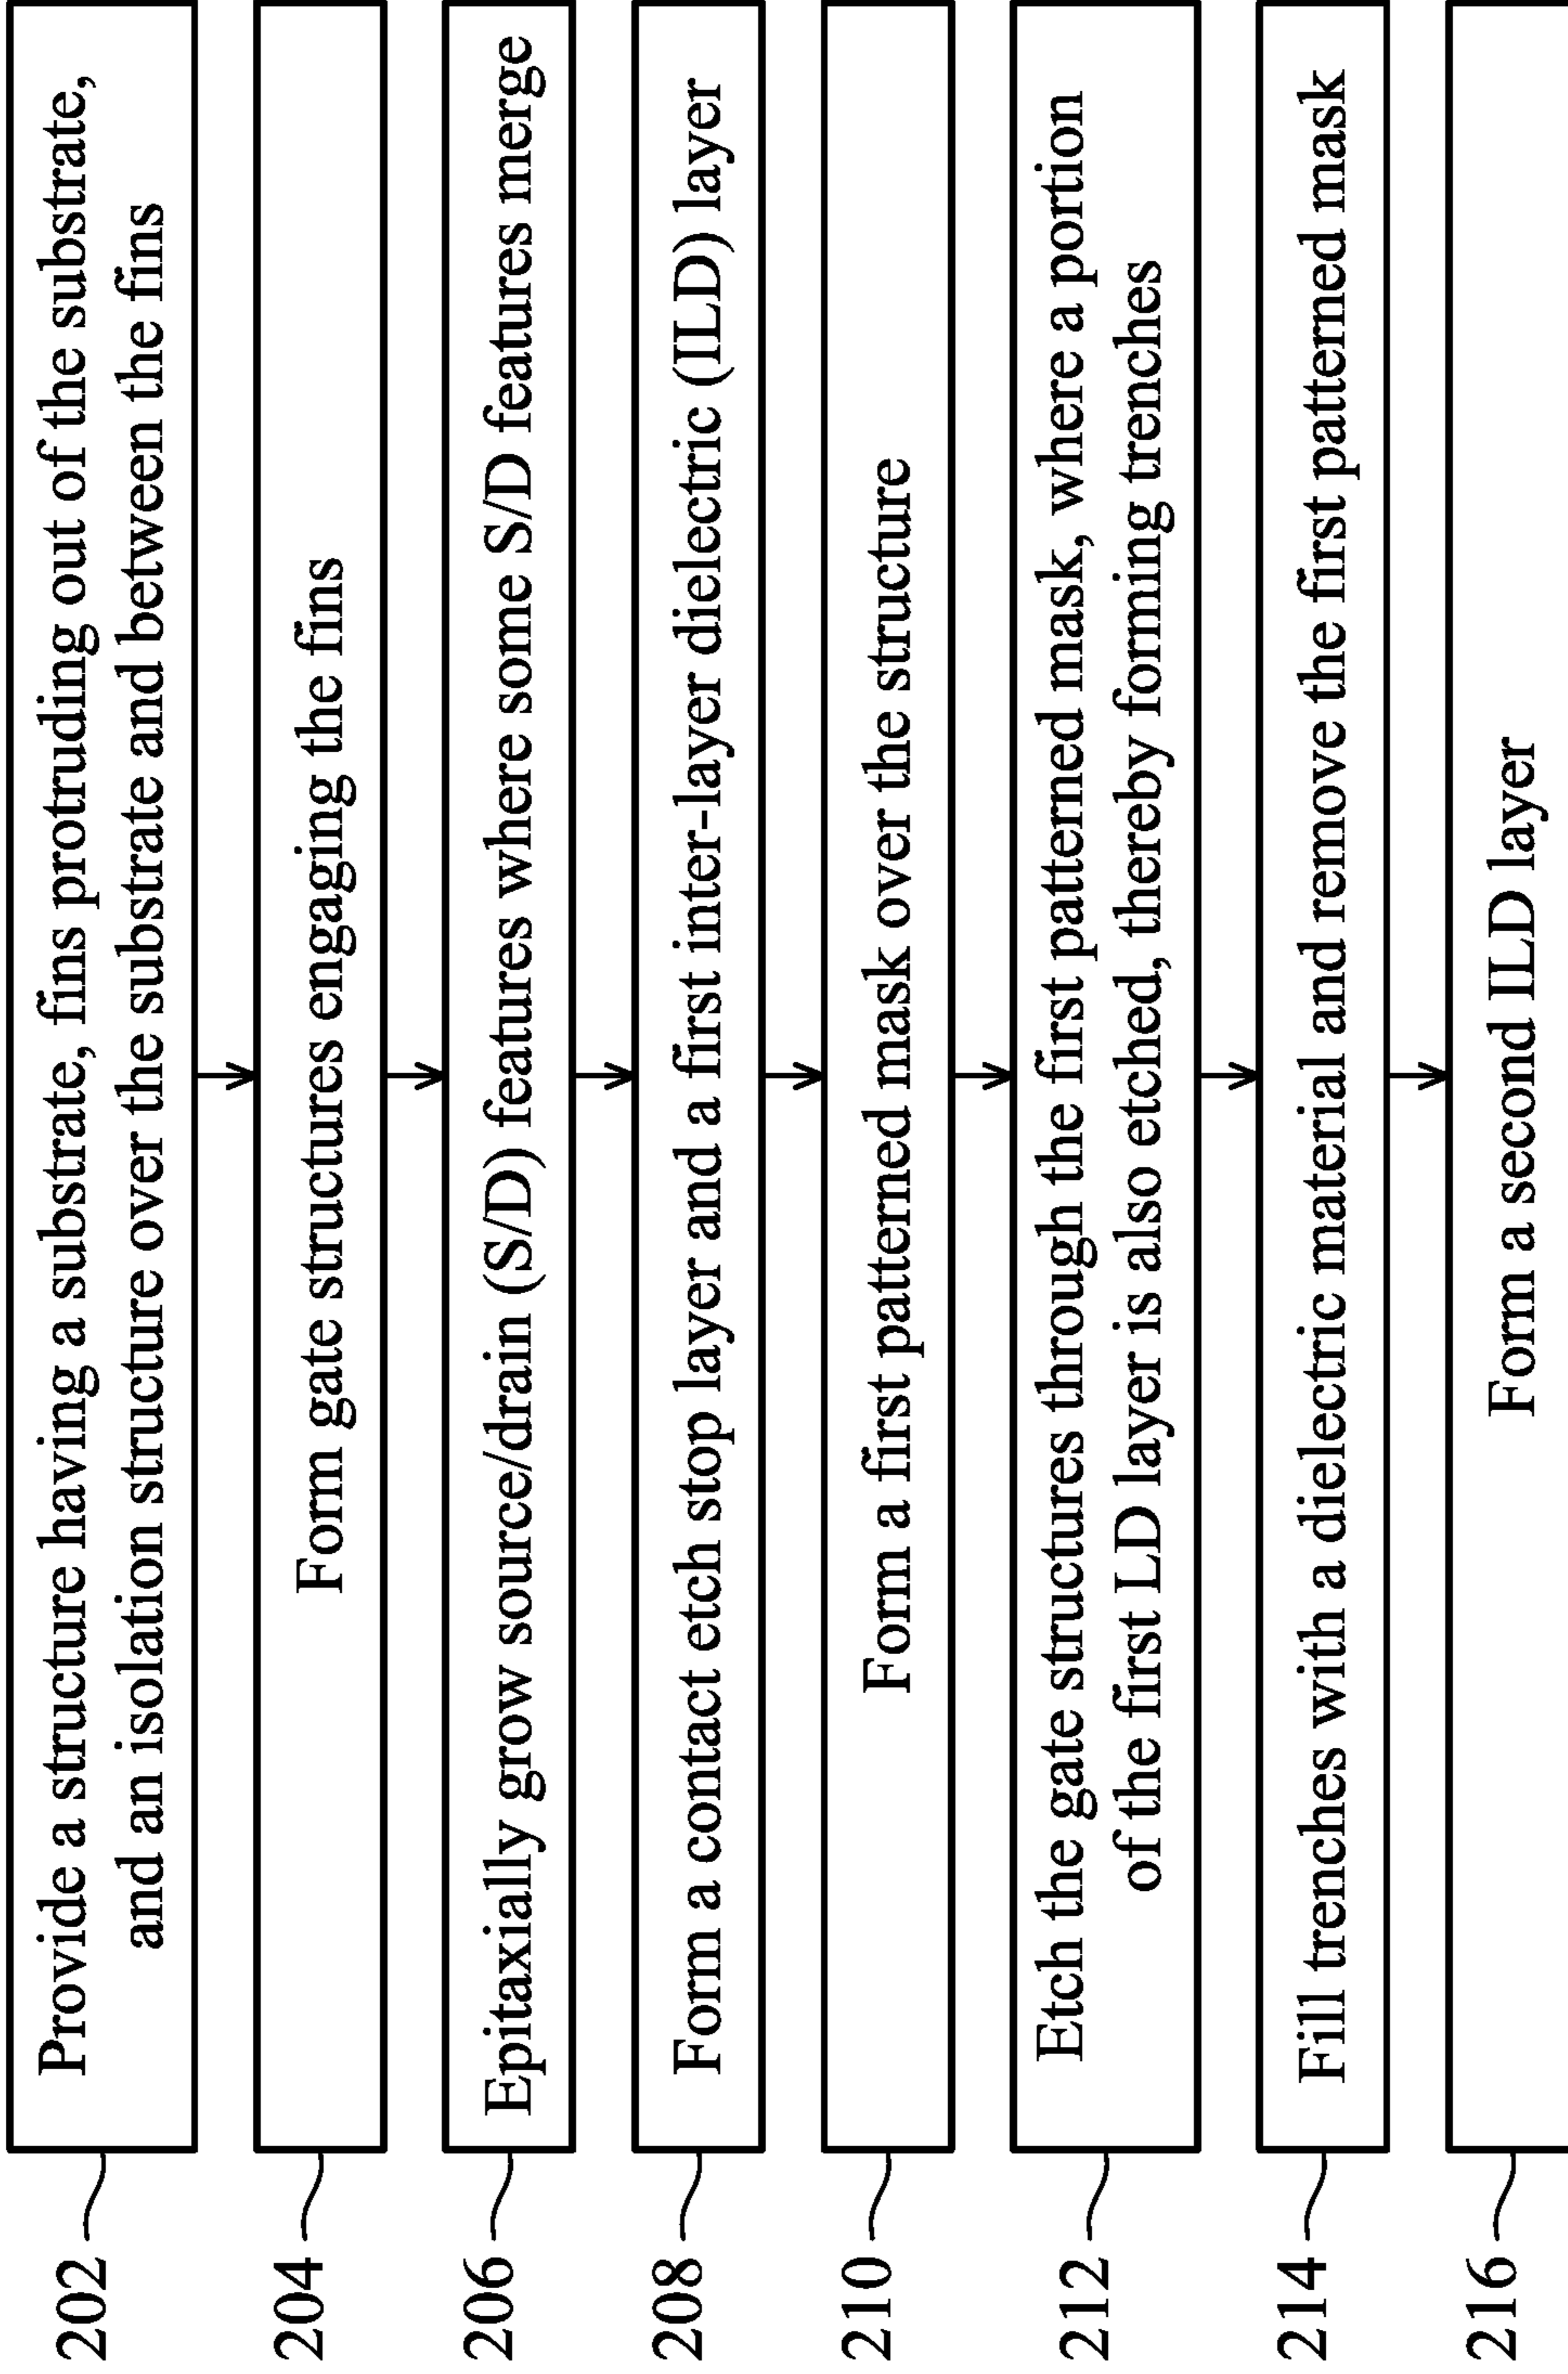 202
Provide a structure having a substrate, fins protruding out of the substrate,
and an isolation structure over the substrate and between the fins
204
Form gate structures engaging the fins
206
Epitaxially grow source/drain (S/D) features where some S/D features merge
208
Form a contact etch stop layer and a first inter-layer dielectric (ILD) layer
210
Form a first patterned mask over the structure
212
Etch the gate structures through the first patterned mask, where a portion
of the first LD layer is also etched, thereby forming trenches
214
Fill trenches with a dielectric material and remove the first patterned mask
216
Form a second ILD layer